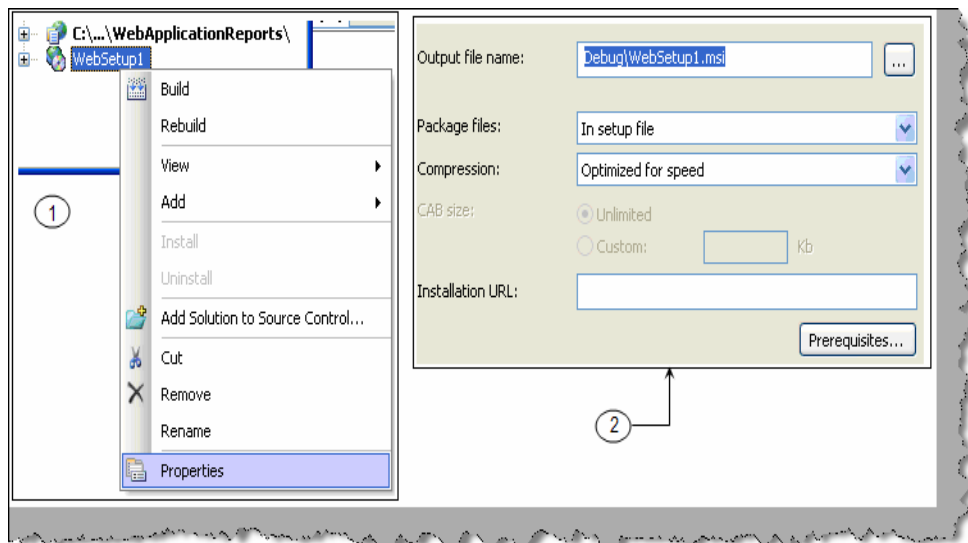 C:\...\WebApplicationReports\
WebSetup1
Build
Rebuild
View
Add
Install
Uninstall
Add Solution to Source Control...
Cut
Remove
Rename
Properties
1
Output file name:
Debug\WebSetup1.msi
...
Package files:
In setup file
Compression:
Optimized for speed
CAB size:
Unlimited
Custom:
Kb
Installation URL:
Prerequisites...
2